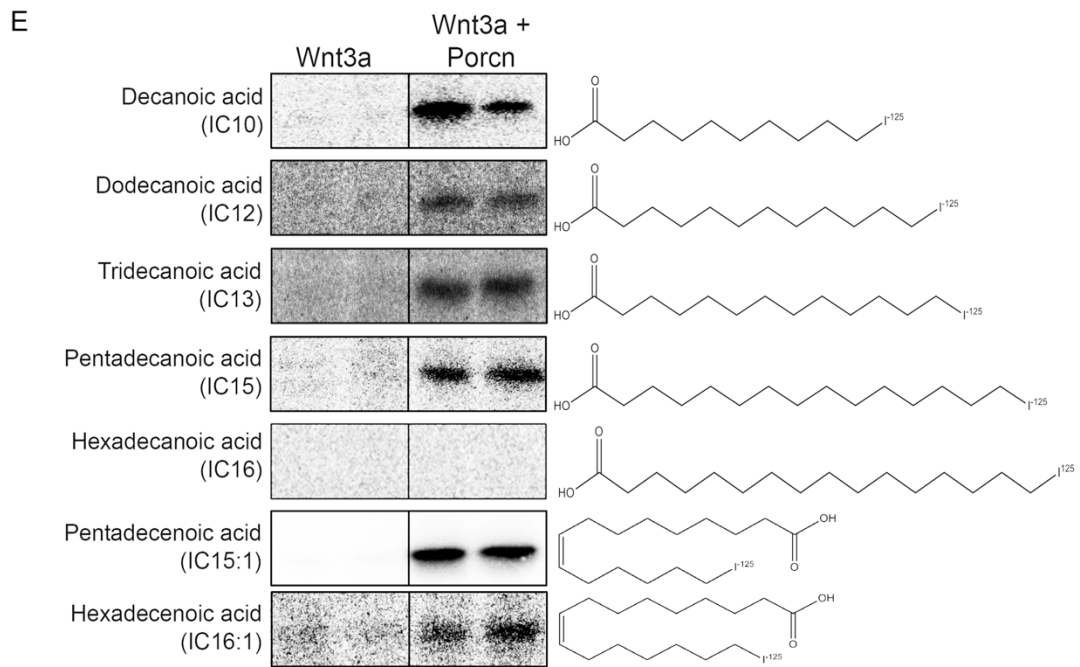 E
Wnt3a
Wnt3a +
Porcn
Decanoic acid
(IC10)
O
HO
I-125
Dodecanoic acid
(IC12)
O
HO
I-125
Tridecanoic acid
(IC13)
O
HO
I-125
Pentadecanoic acid
(IC15)
O
HO
I-125
Hexadecanoic acid
(IC16)
O
HO
I125
Pentadecenoic acid
(IC15:1)
OH
O
I-125
Hexadecenoic acid
(IC16:1)
OH
O
I-125